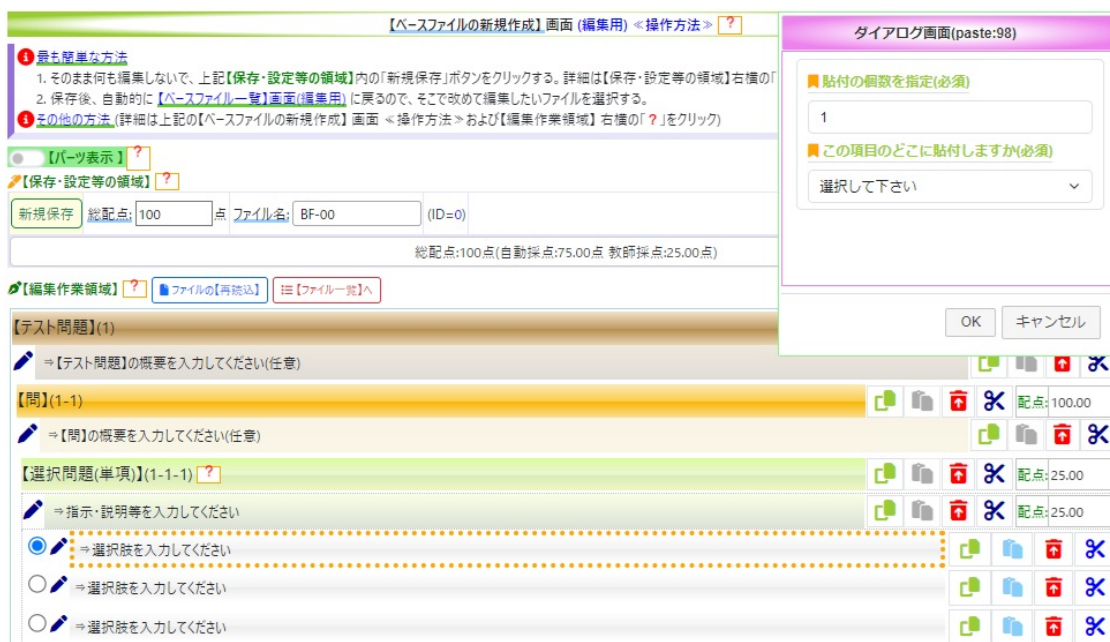 【ベースファイルの新規作成】 画面 (編集用) ≪操作方法≫ ?
最も簡単な方法
1. そのまま何も編集しないで、上記【保存・設定等の領域】内の「新規保存」ボタンをクリックする。詳細は【保存・設定等の領域】右横の「
2. 保存後、自動的に【ベースファイル一覧】画面(編集用) に戻るので、そこで改めて編集したいファイルを選択する。
その他の方法 (詳細は上記の【ベースファイルの新規作成】 画面 ≪操作方法≫および【編集作業領域】 右横の「?」をクリック)
【パーツ表示 】 ?
【保存・設定等の領域】 ?
新規保存 総配点: 100 点 ファイル名: BF-00 (ID=0)
総配点:100点(自動採点:75.00点 教師採点:25.00点)
【編集作業領域】 ? ファイルの【再読込】 【ファイル一覧】へ
【テスト問題】(1)
⇒【テスト問題】の概要を入力してください(任意)
【問】(1-1) 配点: 100.00
⇒【問】の概要を入力してください(任意)
【選択問題(単項)】(1-1-1) ? 配点: 25.00
⇒指示・説明等を入力してください 配点: 25.00
⇒選択肢を入力してください
⇒選択肢を入力してください
⇒選択肢を入力してください
ダイアログ画面(paste:98)
貼付の個数を指定(必須)
1
この項目のどこに貼付しますか(必須)
選択して下さい
OK キャンセル